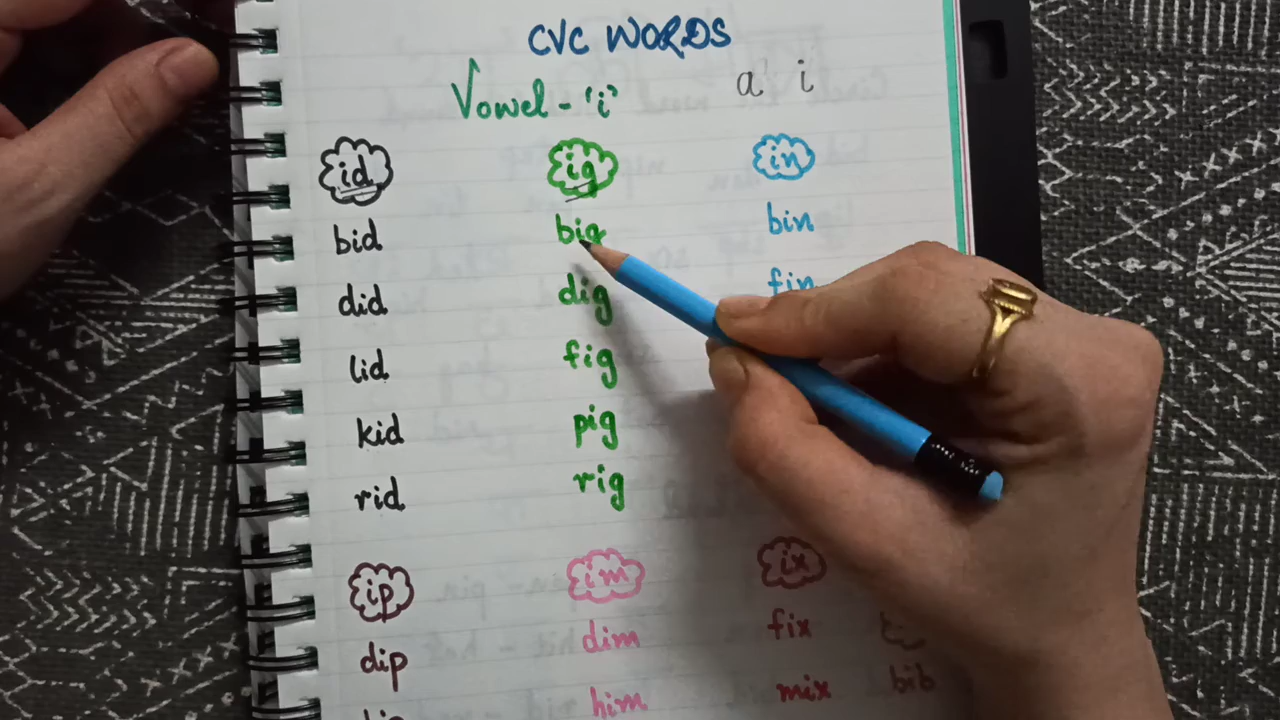 CVC WORDS
Vowel - 'i'
a i
id ig in
bid big bin
did dig fin
lid fig
kid pig
rid rig
ip im ix
dip dim fix
him mix bib